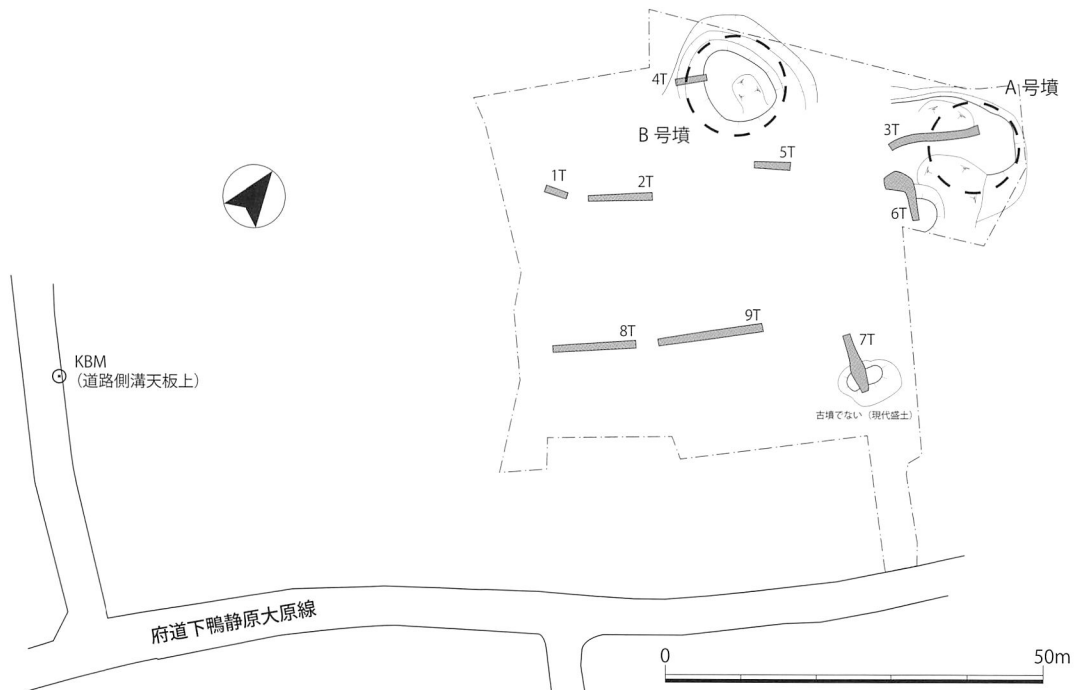 A 号墳
4T
B 号墳
3T
5T
1T
2T
6T
8T
9T
7T
KBM
（道路側溝天板上）
古墳でない（現代盛土）
府道下鴨静原大原線
0
50m